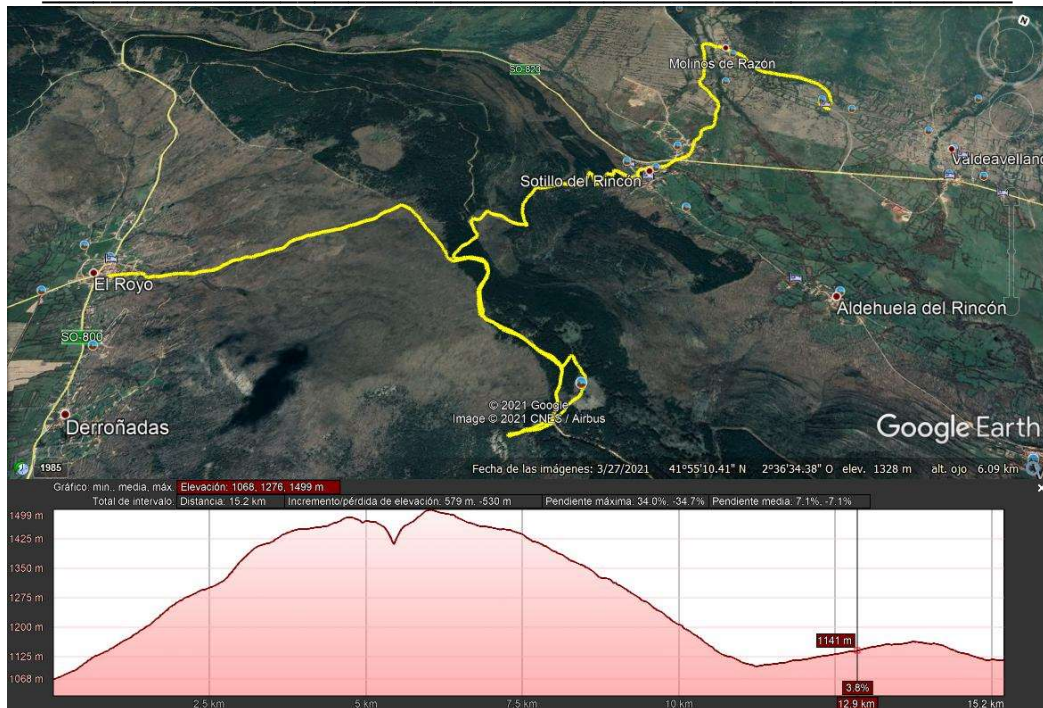 N
SO-820
Molinos de Razón
Valdeavellano
Sotillo del Rincón
El Royo
Aldehuela del Rincón
SO-800
© 2021 Google
Image © 2021 CNES / Airbus
Derroñadas
Google Earth
1985
Fecha de las imágenes: 3/27/2021 41°55'10.41" N 2°36'34.38" O elev. 1328 m alt. ojo 6.09 km
Gráfico: mín., media, máx. Elevación: 1068, 1276, 1499 m
Total de intervalo: Distancia: 15.2 km Incremento/pérdida de elevación: 579 m, -530 m Pendiente máxima: 34.0%, -34.7% Pendiente media: 7.1%, -7.1%
1499 m
1425 m
1350 m
1275 m
1200 m
1125 m
1068 m
1141 m
3.8%
2.5 km 5 km 7.5 km 10 km 12.9 km 15.2 km